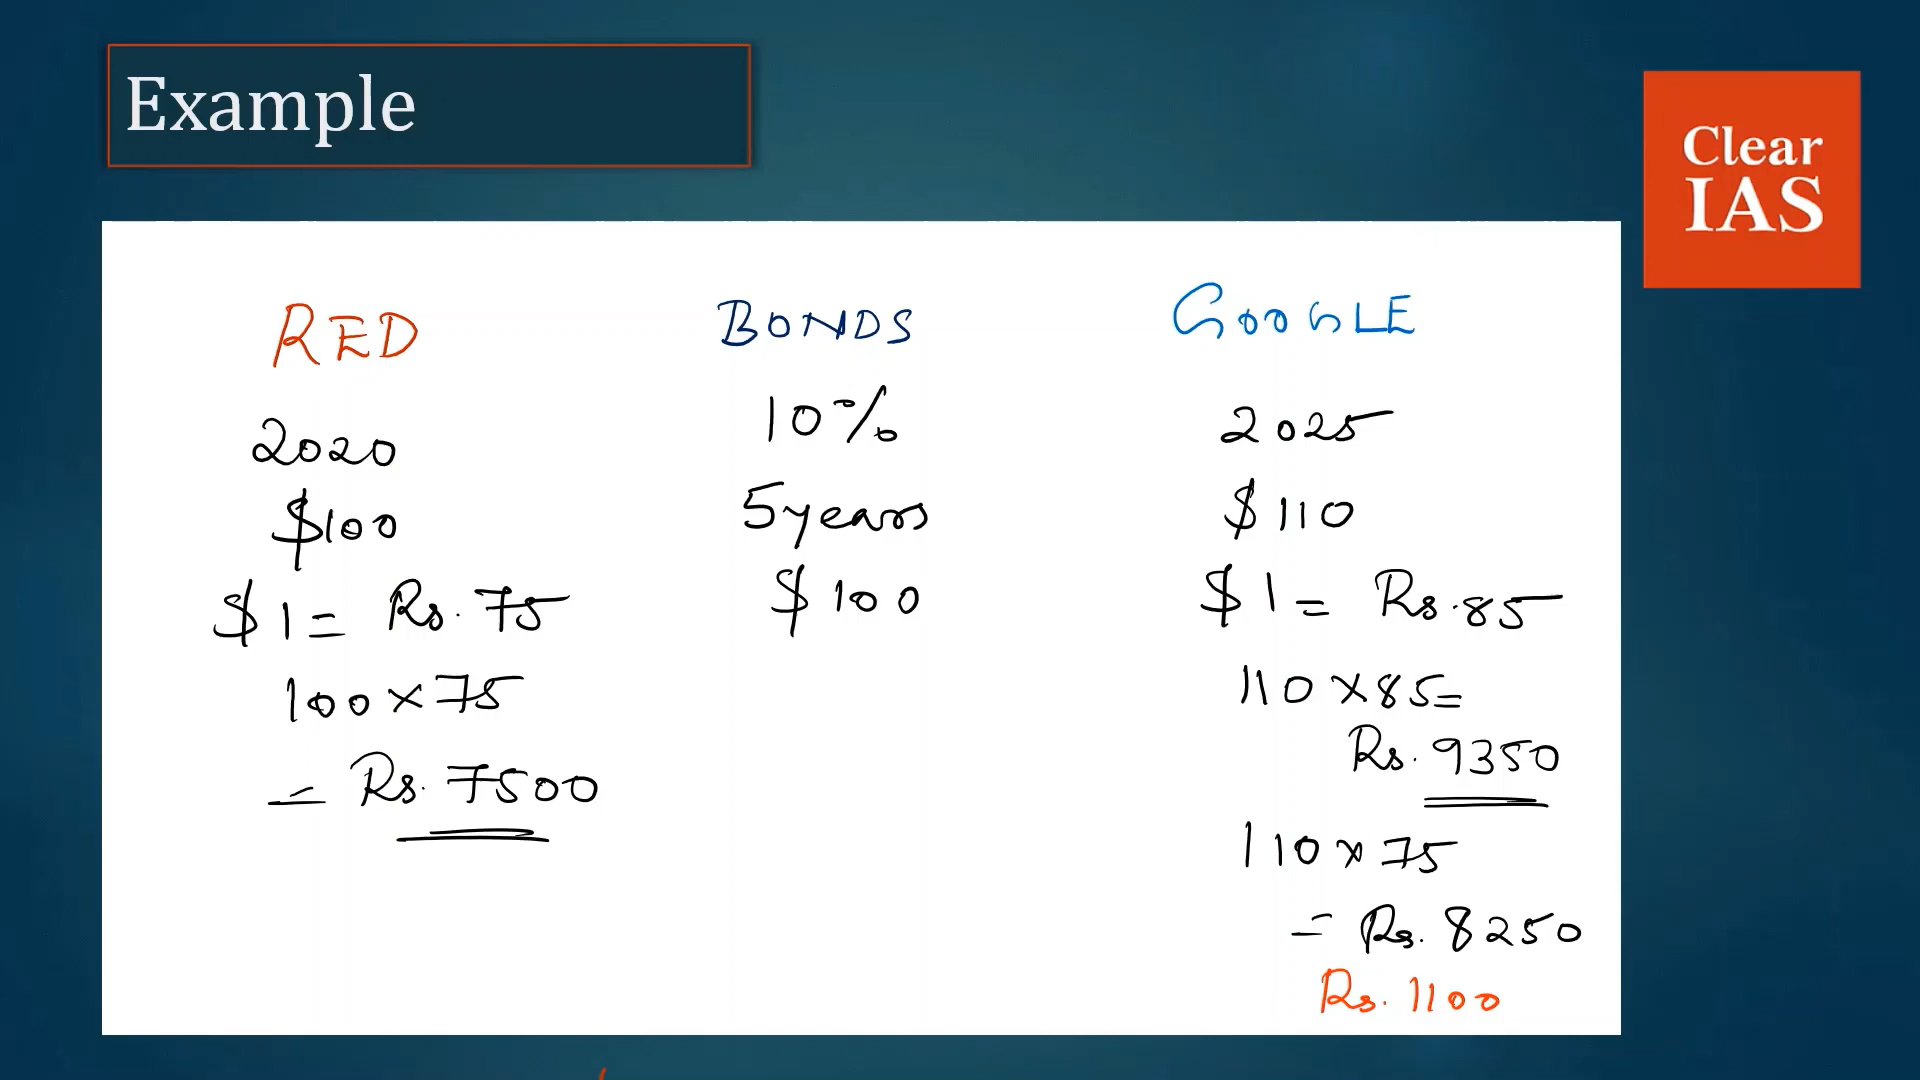 Example
Clear
IAS
RED
2020
$100
$1 = Rs. 75
100 × 75
= Rs. 7500
BONDS
10%
5 years
$100
GOOGLE
2025
$110
$1 = Rs. 85
110 × 85 =
Rs. 9350
110 × 75
= Rs. 8250
Rs. 1100